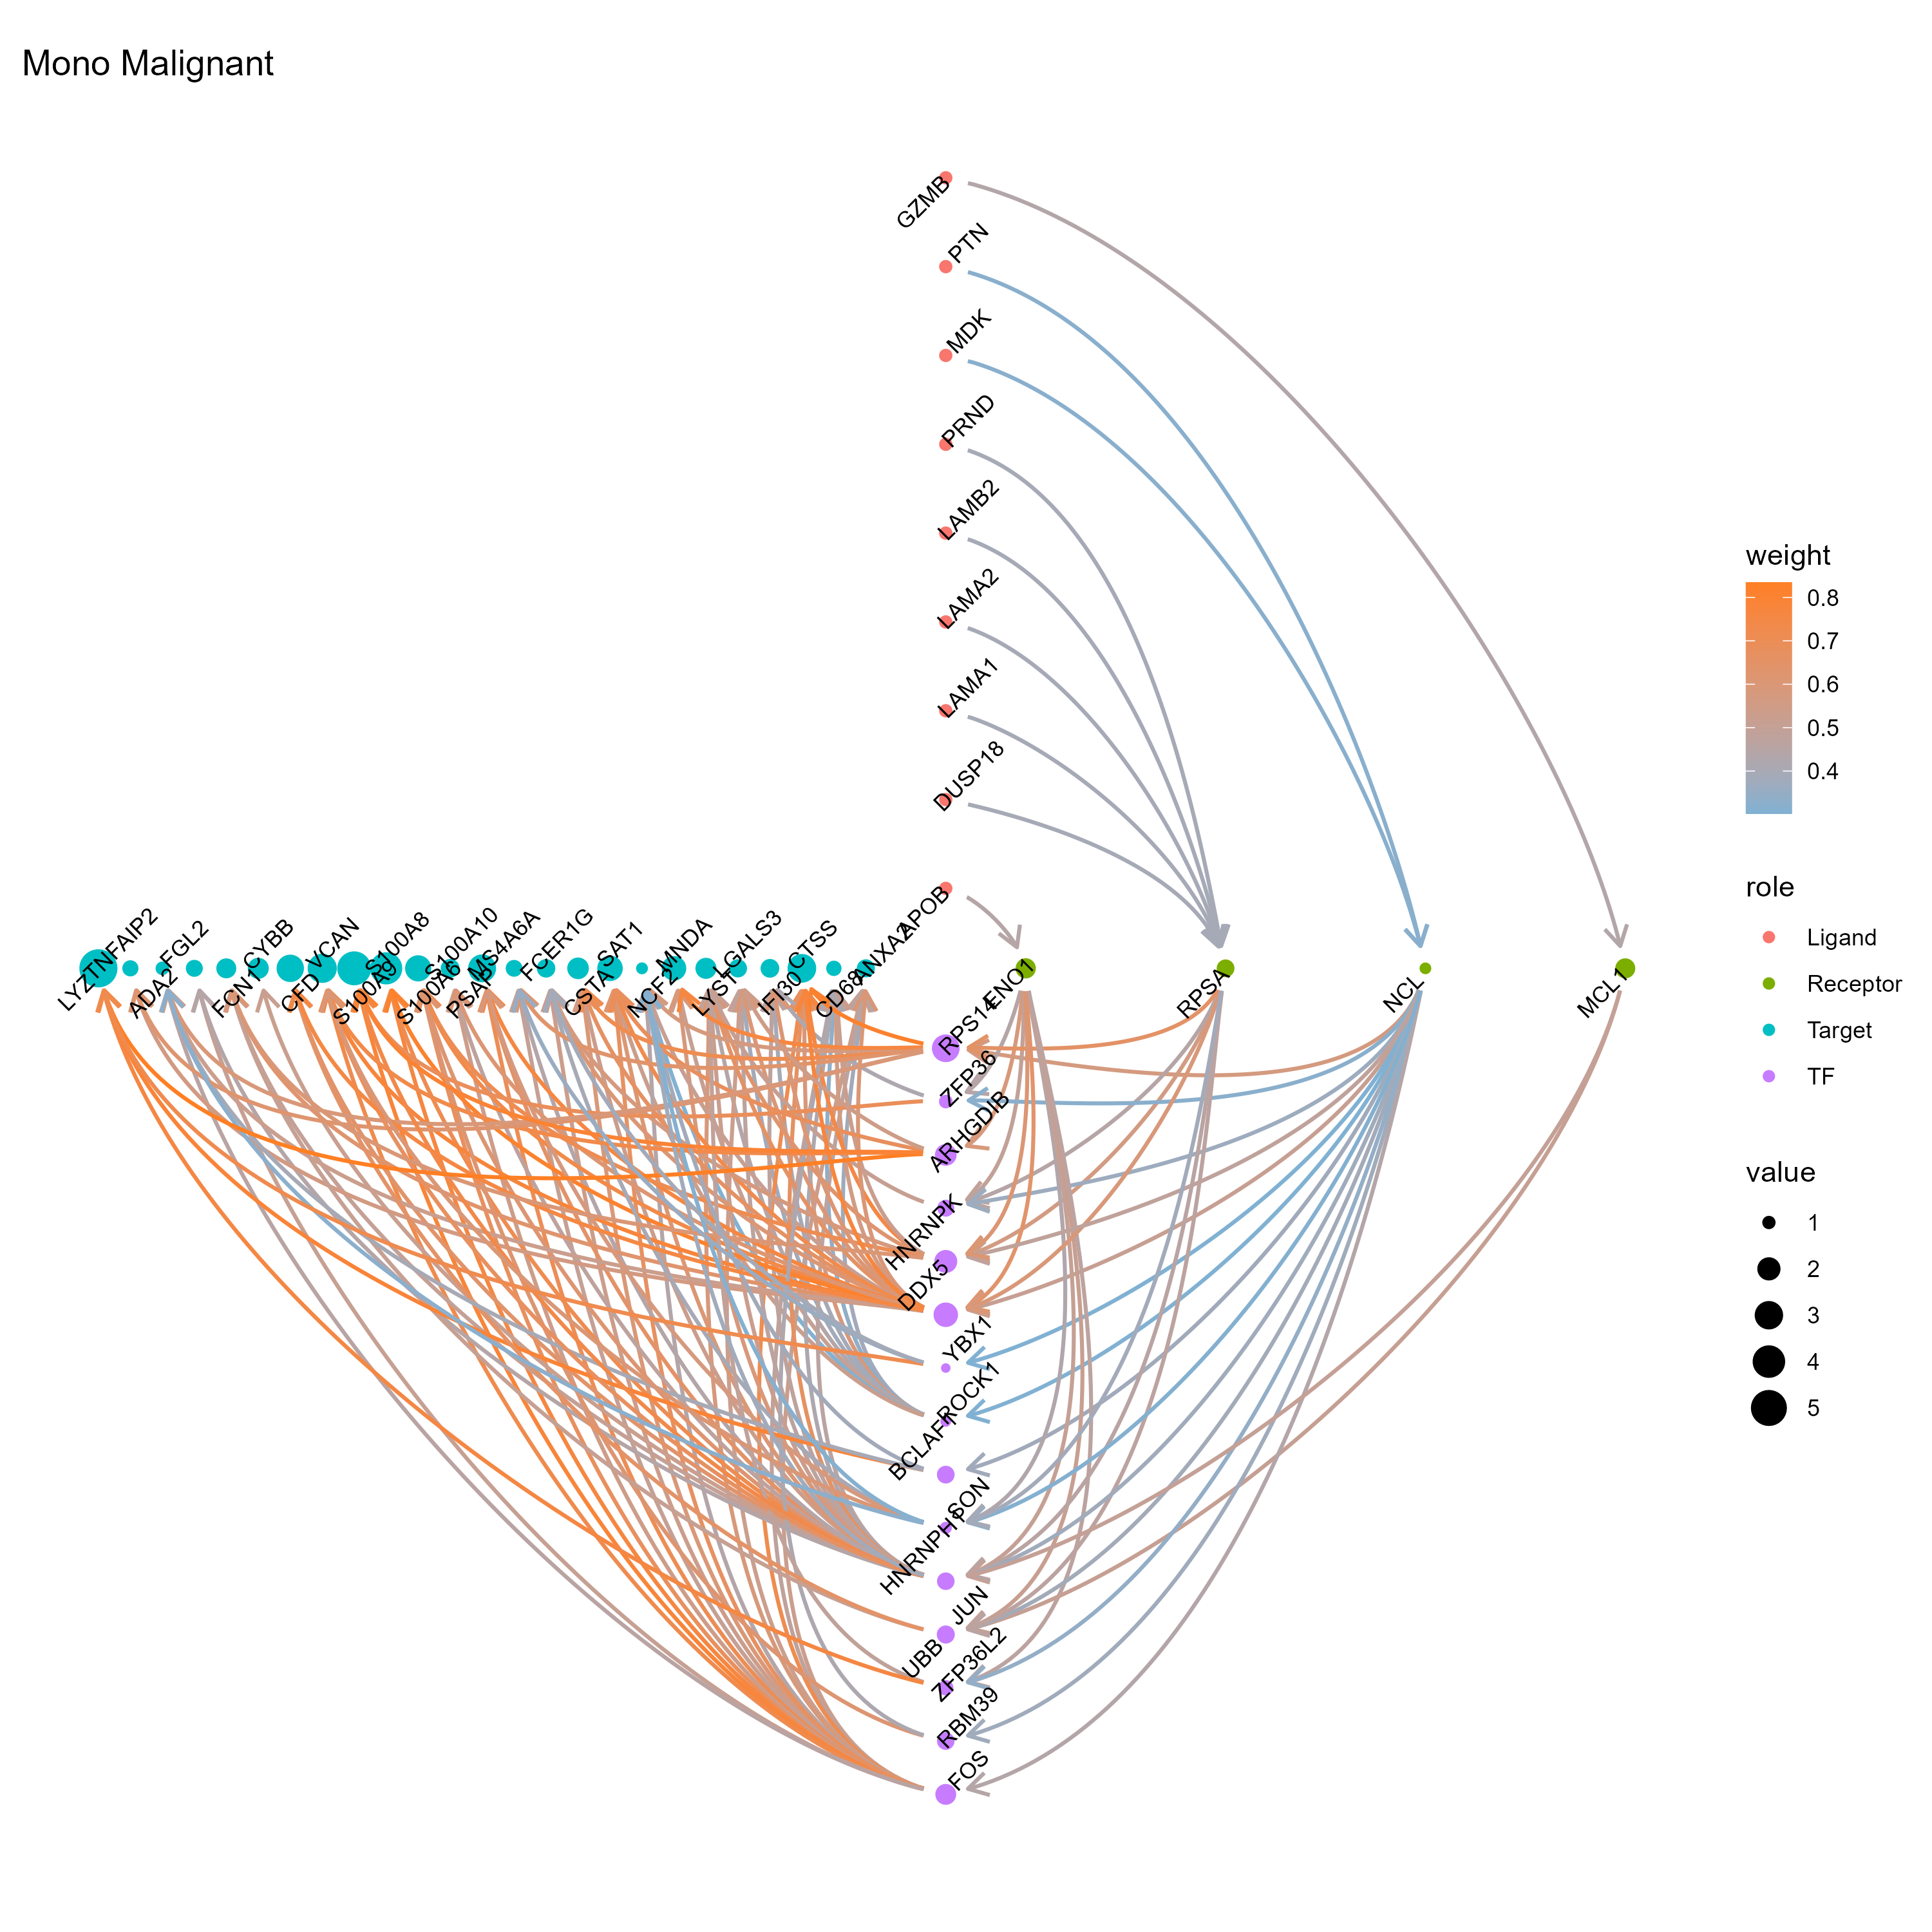 Mono Malignant
GZMB
PTN
MDK
PRND
LAMB2
LAMA2
LAMA1
DUSP18
APOB
LYZ
TNFAIP2
ADA2
FGL2
FCN1
CYBB
CFD
VCAN
S100A9
S100A8
S100A6
S100A10
PSAP
MS4A6A
FCER1G
CSTA
SAT1
NCF2
MNDA
LYST
LGALS3
IFI30
CTSS
CD68
ANXA2
ENO1
RPSA
NCL
MCL1
RPS14
ZFP36
ARHGDIB
HNRNPK
DDX5
YBX1
ROCK1
BCLAF1
SON
HNRNPH1
JUN
UBB
ZFP36L2
RBM39
FOS
weight
0.8
0.7
0.6
0.5
0.4
role
Ligand
Receptor
Target
TF
value
1
2
3
4
5